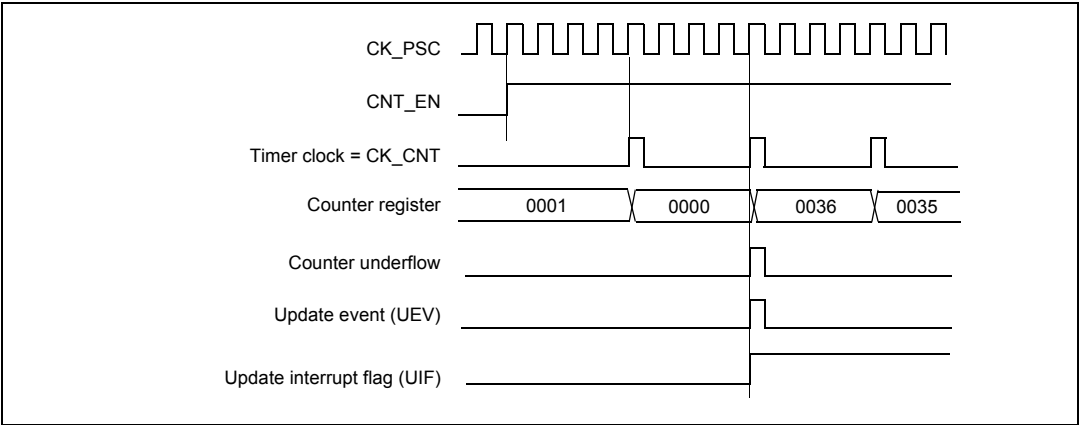 CK_PSC
CNT_EN
Timer clock = CK_CNT
Counter register 0001 0000 0036 0035
Counter underflow
Update event (UEV)
Update interrupt flag (UIF)